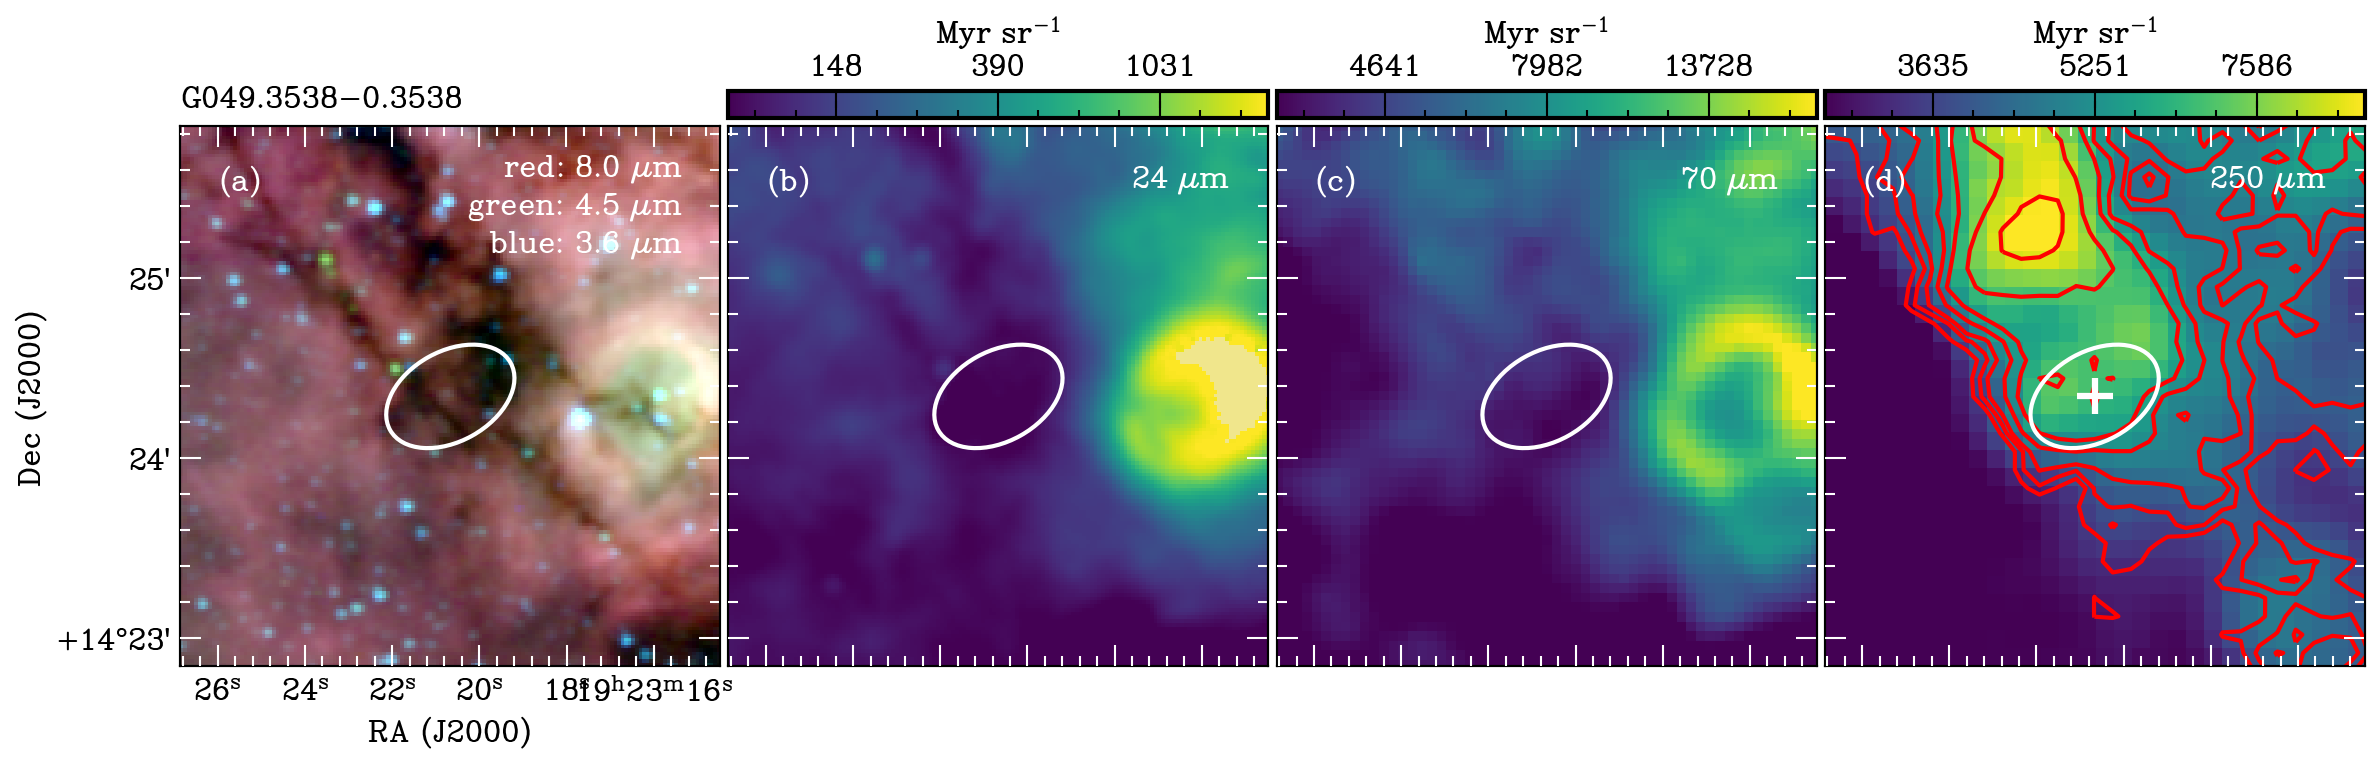 Myr sr⁻¹
148 390 1031
Myr sr⁻¹
4641 7982 13728
Myr sr⁻¹
3635 5251 7586
G049.3538−0.3538
(a)
red: 8.0 μm
green: 4.5 μm
blue: 3.6 μm
(b)
24 μm
(c)
70 μm
(d)
250 μm
Dec (J2000)
25'
24'
+14°23'
26ˢ 24ˢ 22ˢ 20ˢ 18ˢ 19ʰ23ᵐ16ˢ
RA (J2000)